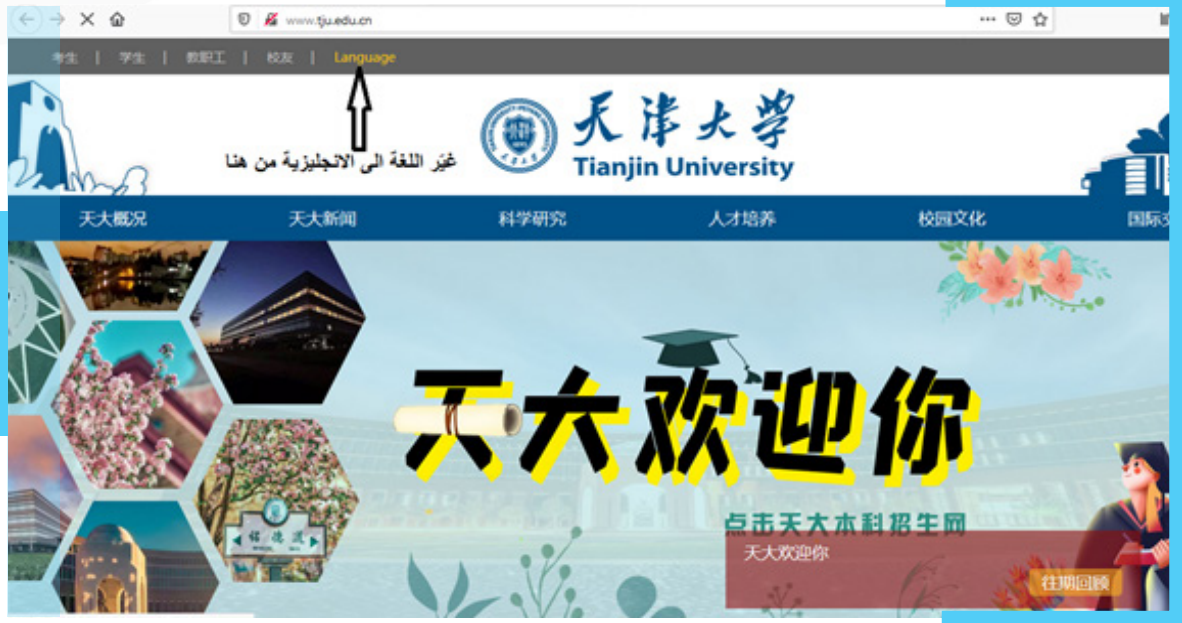 www.tju.edu.cn
考生 | 学生 | 教职工 | 校友 | Language
天津大学
Tianjin University
غيّر اللغة الى الانجليزية من هنا
天大概况 天大新闻 科学研究 人才培养 校园文化 国际交
天大欢迎你
点击天大本科招生网
天大欢迎你
往期回顾